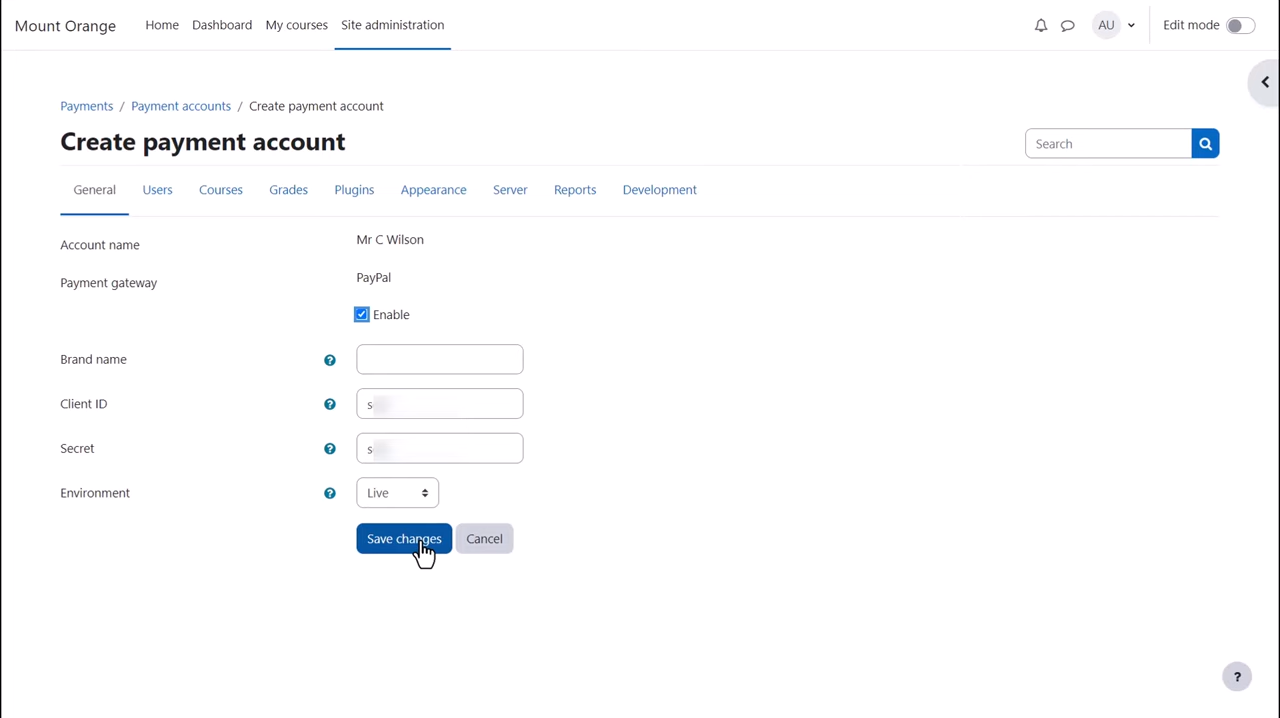 Mount Orange Home Dashboard My courses Site administration AU Edit mode
Payments / Payment accounts / Create payment account
Create payment account
Search
General Users Courses Grades Plugins Appearance Server Reports Development
Account name Mr C Wilson
Payment gateway PayPal
Enable
Brand name ?
Client ID ? s
Secret ? s
Environment ? Live
Save changes Cancel
?